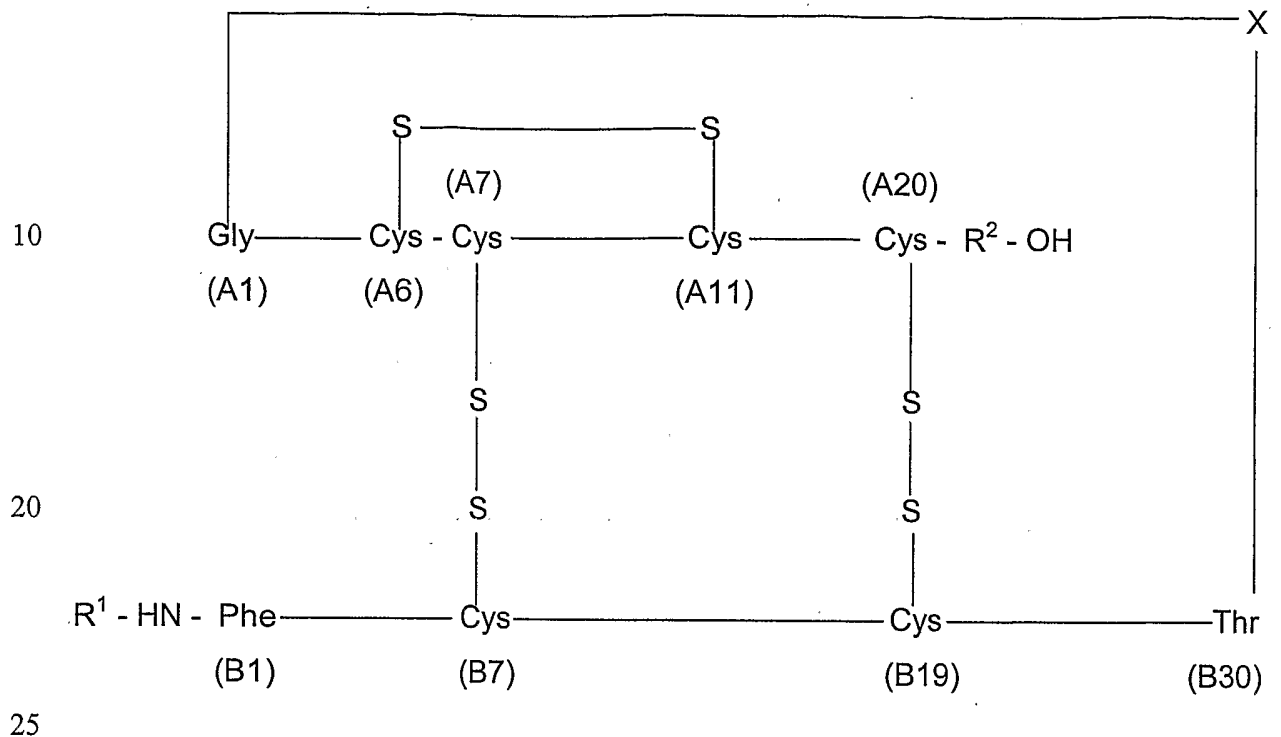 X
S S
(A7) (A20)
10 Gly Cys - Cys Cys Cys - R² - OH
(A1) (A6) (A11)
S S
20 S S
R¹ - HN - Phe Cys Cys Thr
(B1) (B7) (B19) (B30)
25